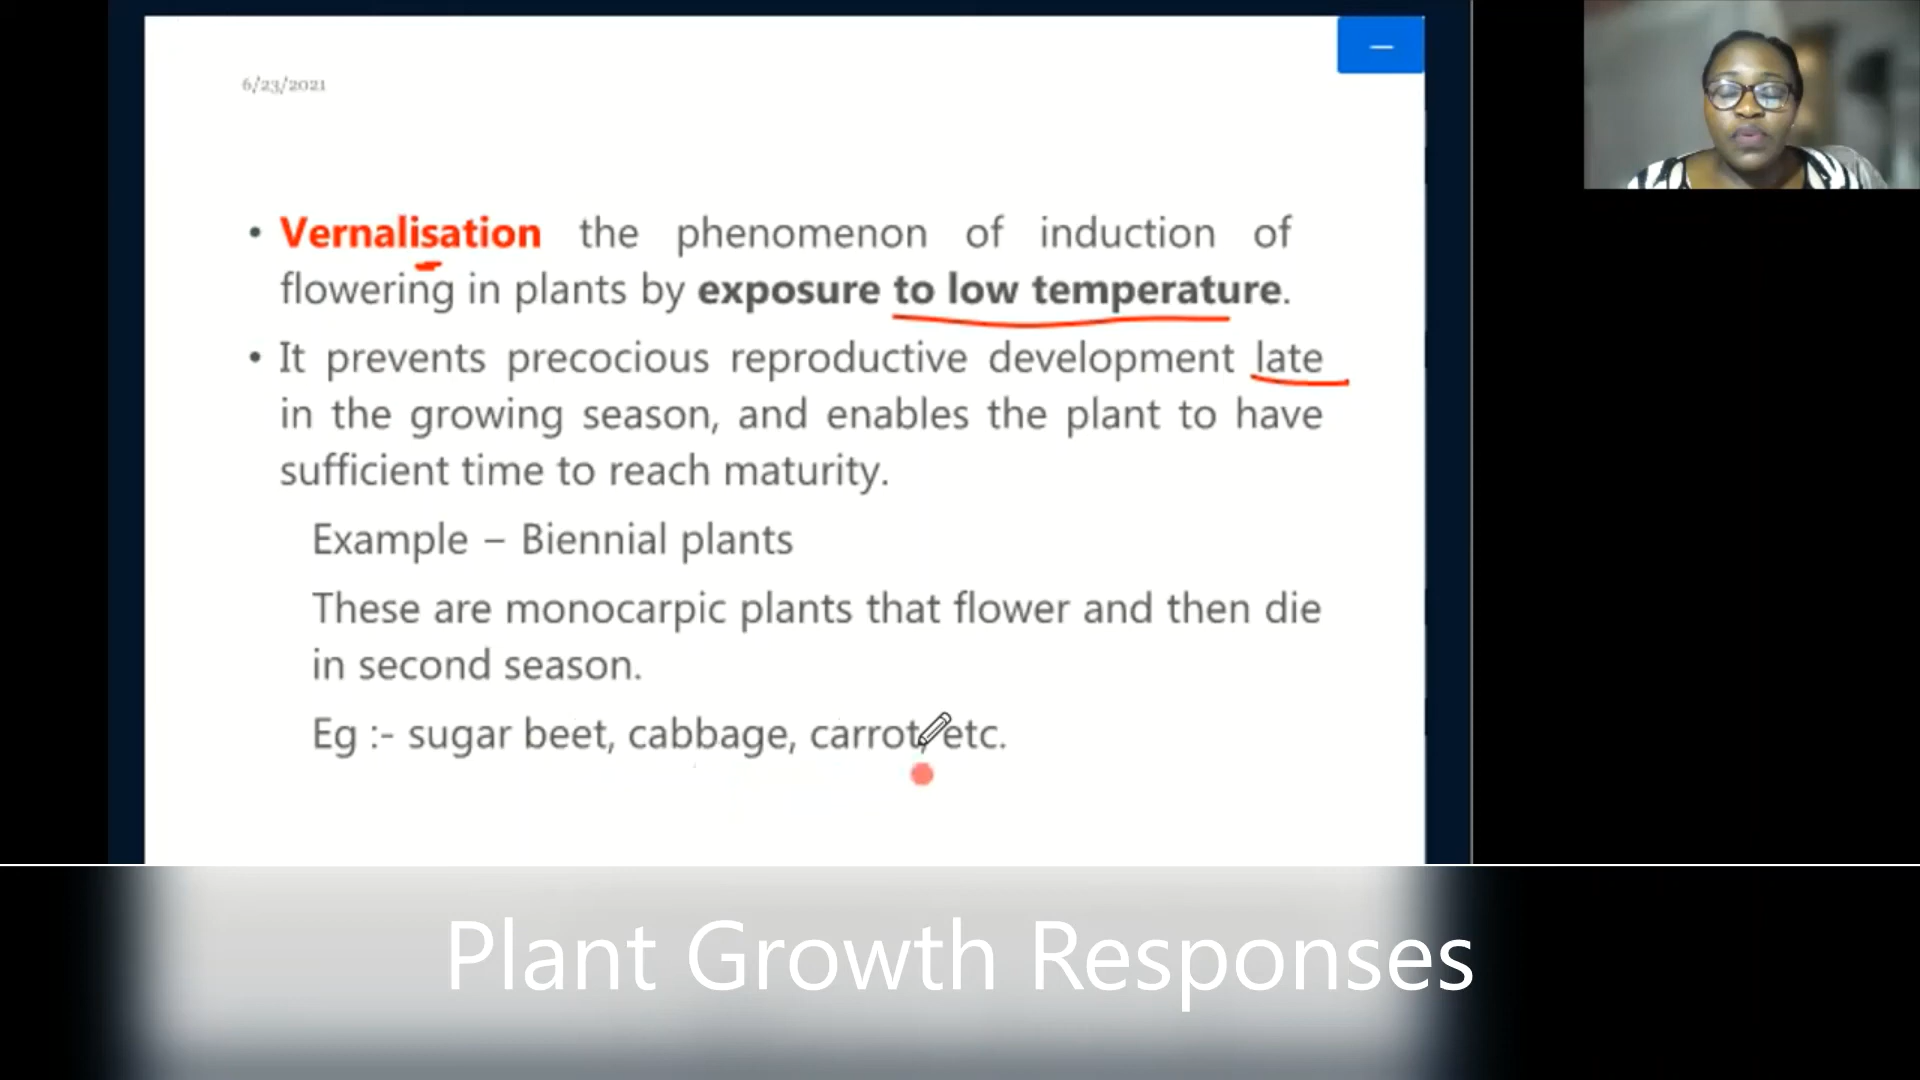 6/23/2021
• Vernalisation the phenomenon of induction of
flowering in plants by exposure to low temperature.
• It prevents precocious reproductive development late
in the growing season, and enables the plant to have
sufficient time to reach maturity.
Example – Biennial plants
These are monocarpic plants that flower and then die
in second season.
Eg :- sugar beet, cabbage, carrot, etc.
Plant Growth Responses